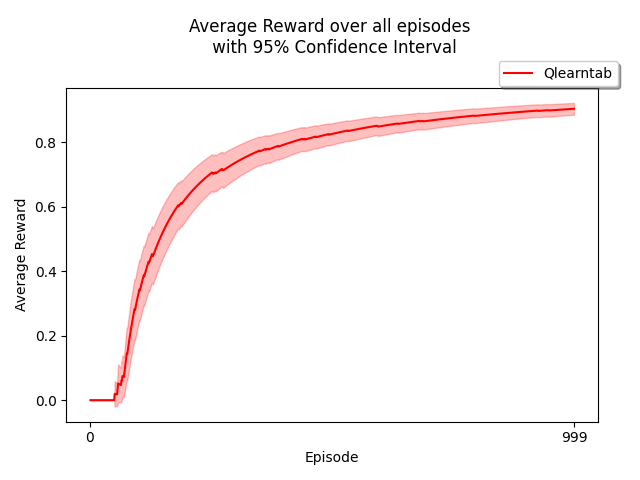 Average Reward over all episodes
with 95% Confidence Interval
Qlearntab
Average Reward
0.8
0.6
0.4
0.2
0.0
0
999
Episode